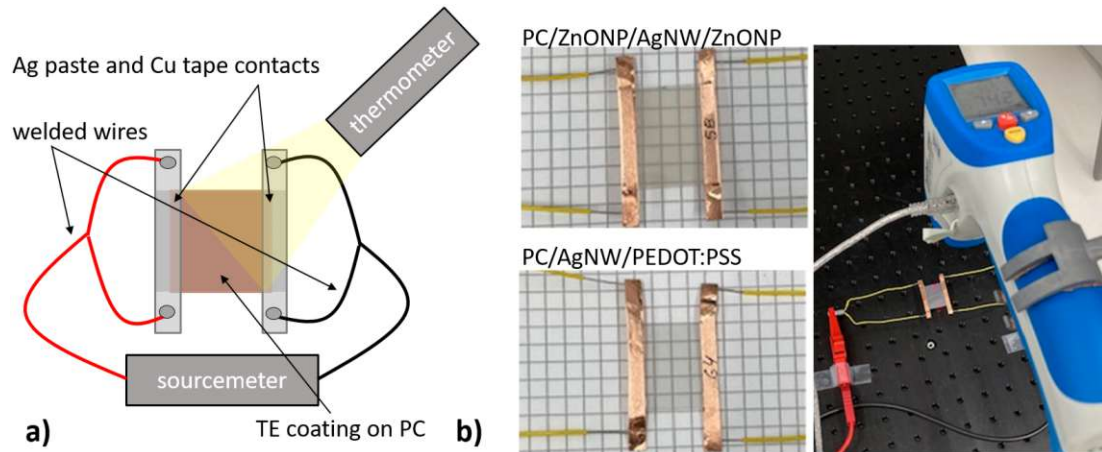 Ag paste and Cu tape contacts
welded wires
thermometer
sourcemeter
TE coating on PC
a)
b)
PC/ZnONP/AgNW/ZnONP
58
PC/AgNW/PEDOT:PSS
64